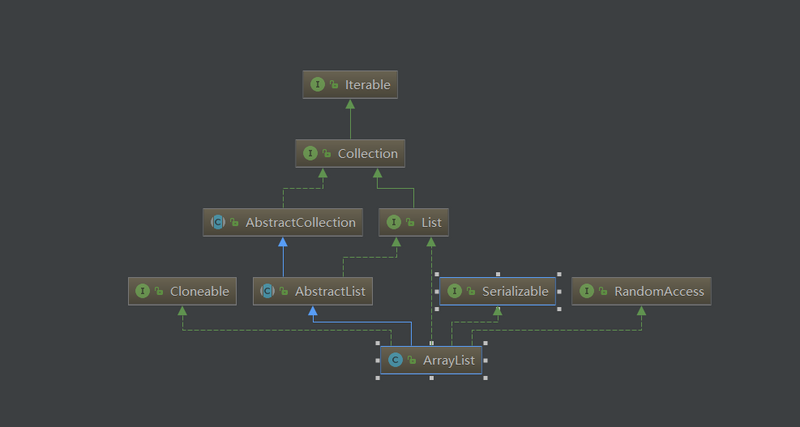 I Iterable
I Collection
C AbstractCollection
I List
I Cloneable
C AbstractList
I Serializable
I RandomAccess
C ArrayList